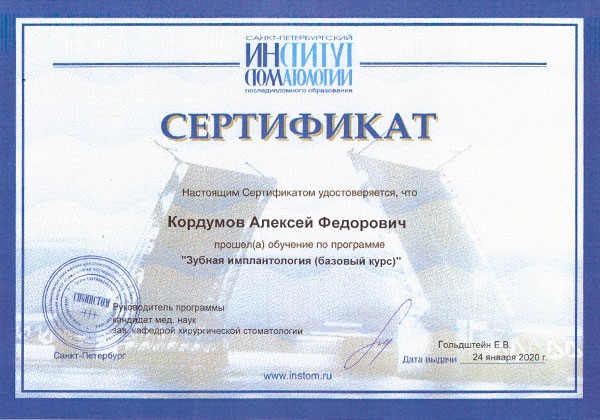 САНКТ-ПЕТЕРБУРГСКИЙ
ИНСТИТУТ
СТОМАТОЛОГИИ
последипломного образования
СЕРТИФИКАТ
Настоящим Сертификатом удостоверяется, что
Кордумов Алексей Федорович
прошел(а) обучение по программе
"Зубная имплантология (базовый курс)"
СПБИНСТОМ
Руководитель программы
кандидат мед. наук
зав. кафедрой хирургической стоматологии
Гольдштейн Е.В.
Санкт-Петербург
Дата выдачи 24 января 2020 г.
www.instom.ru